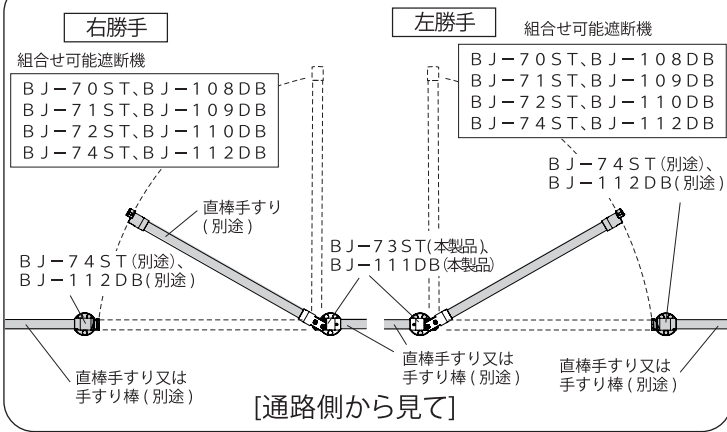 右勝手
組合せ可能遮断機
BJ−70ST、BJ−108DB
BJ−71ST、BJ−109DB
BJ−72ST、BJ−110DB
BJ−74ST、BJ−112DB
直棒手すり
(別途)
BJ−74ST(別途)、
BJ−112DB(別途)
直棒手すり又は
手すり棒(別途)
BJ−73ST(本製品)、
BJ−111DB(本製品)
直棒手すり又は
手すり棒(別途)
左勝手
組合せ可能遮断機
BJ−70ST、BJ−108DB
BJ−71ST、BJ−109DB
BJ−72ST、BJ−110DB
BJ−74ST、BJ−112DB
BJ−74ST(別途)、
BJ−112DB(別途)
直棒手すり又は
手すり棒(別途)
[通路側から見て]